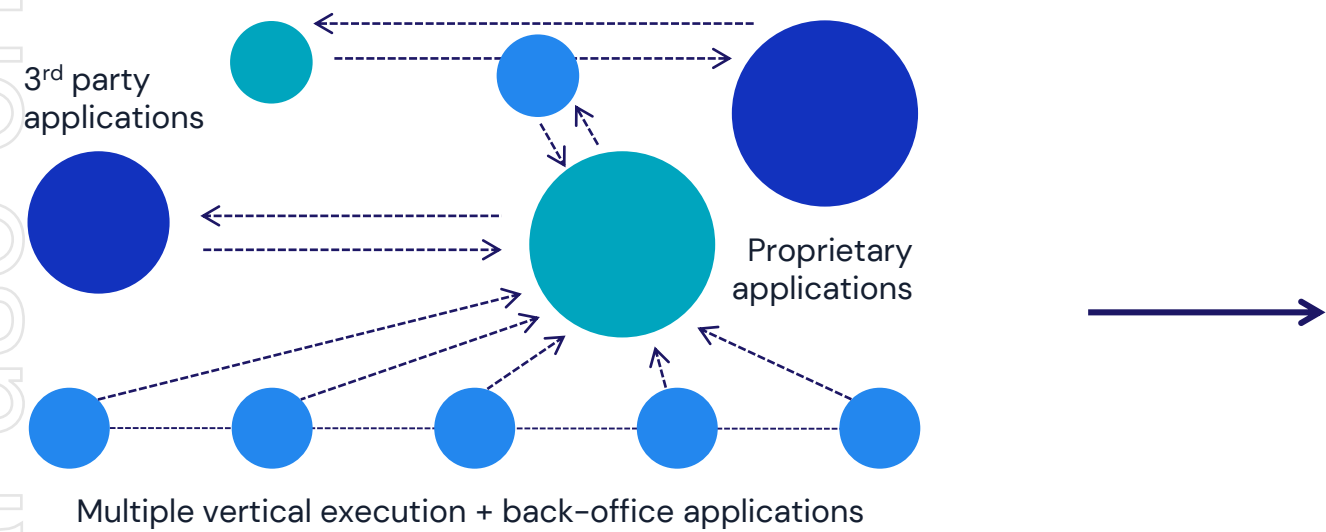 3rd party
applications
Proprietary
applications
Multiple vertical execution + back-office applications